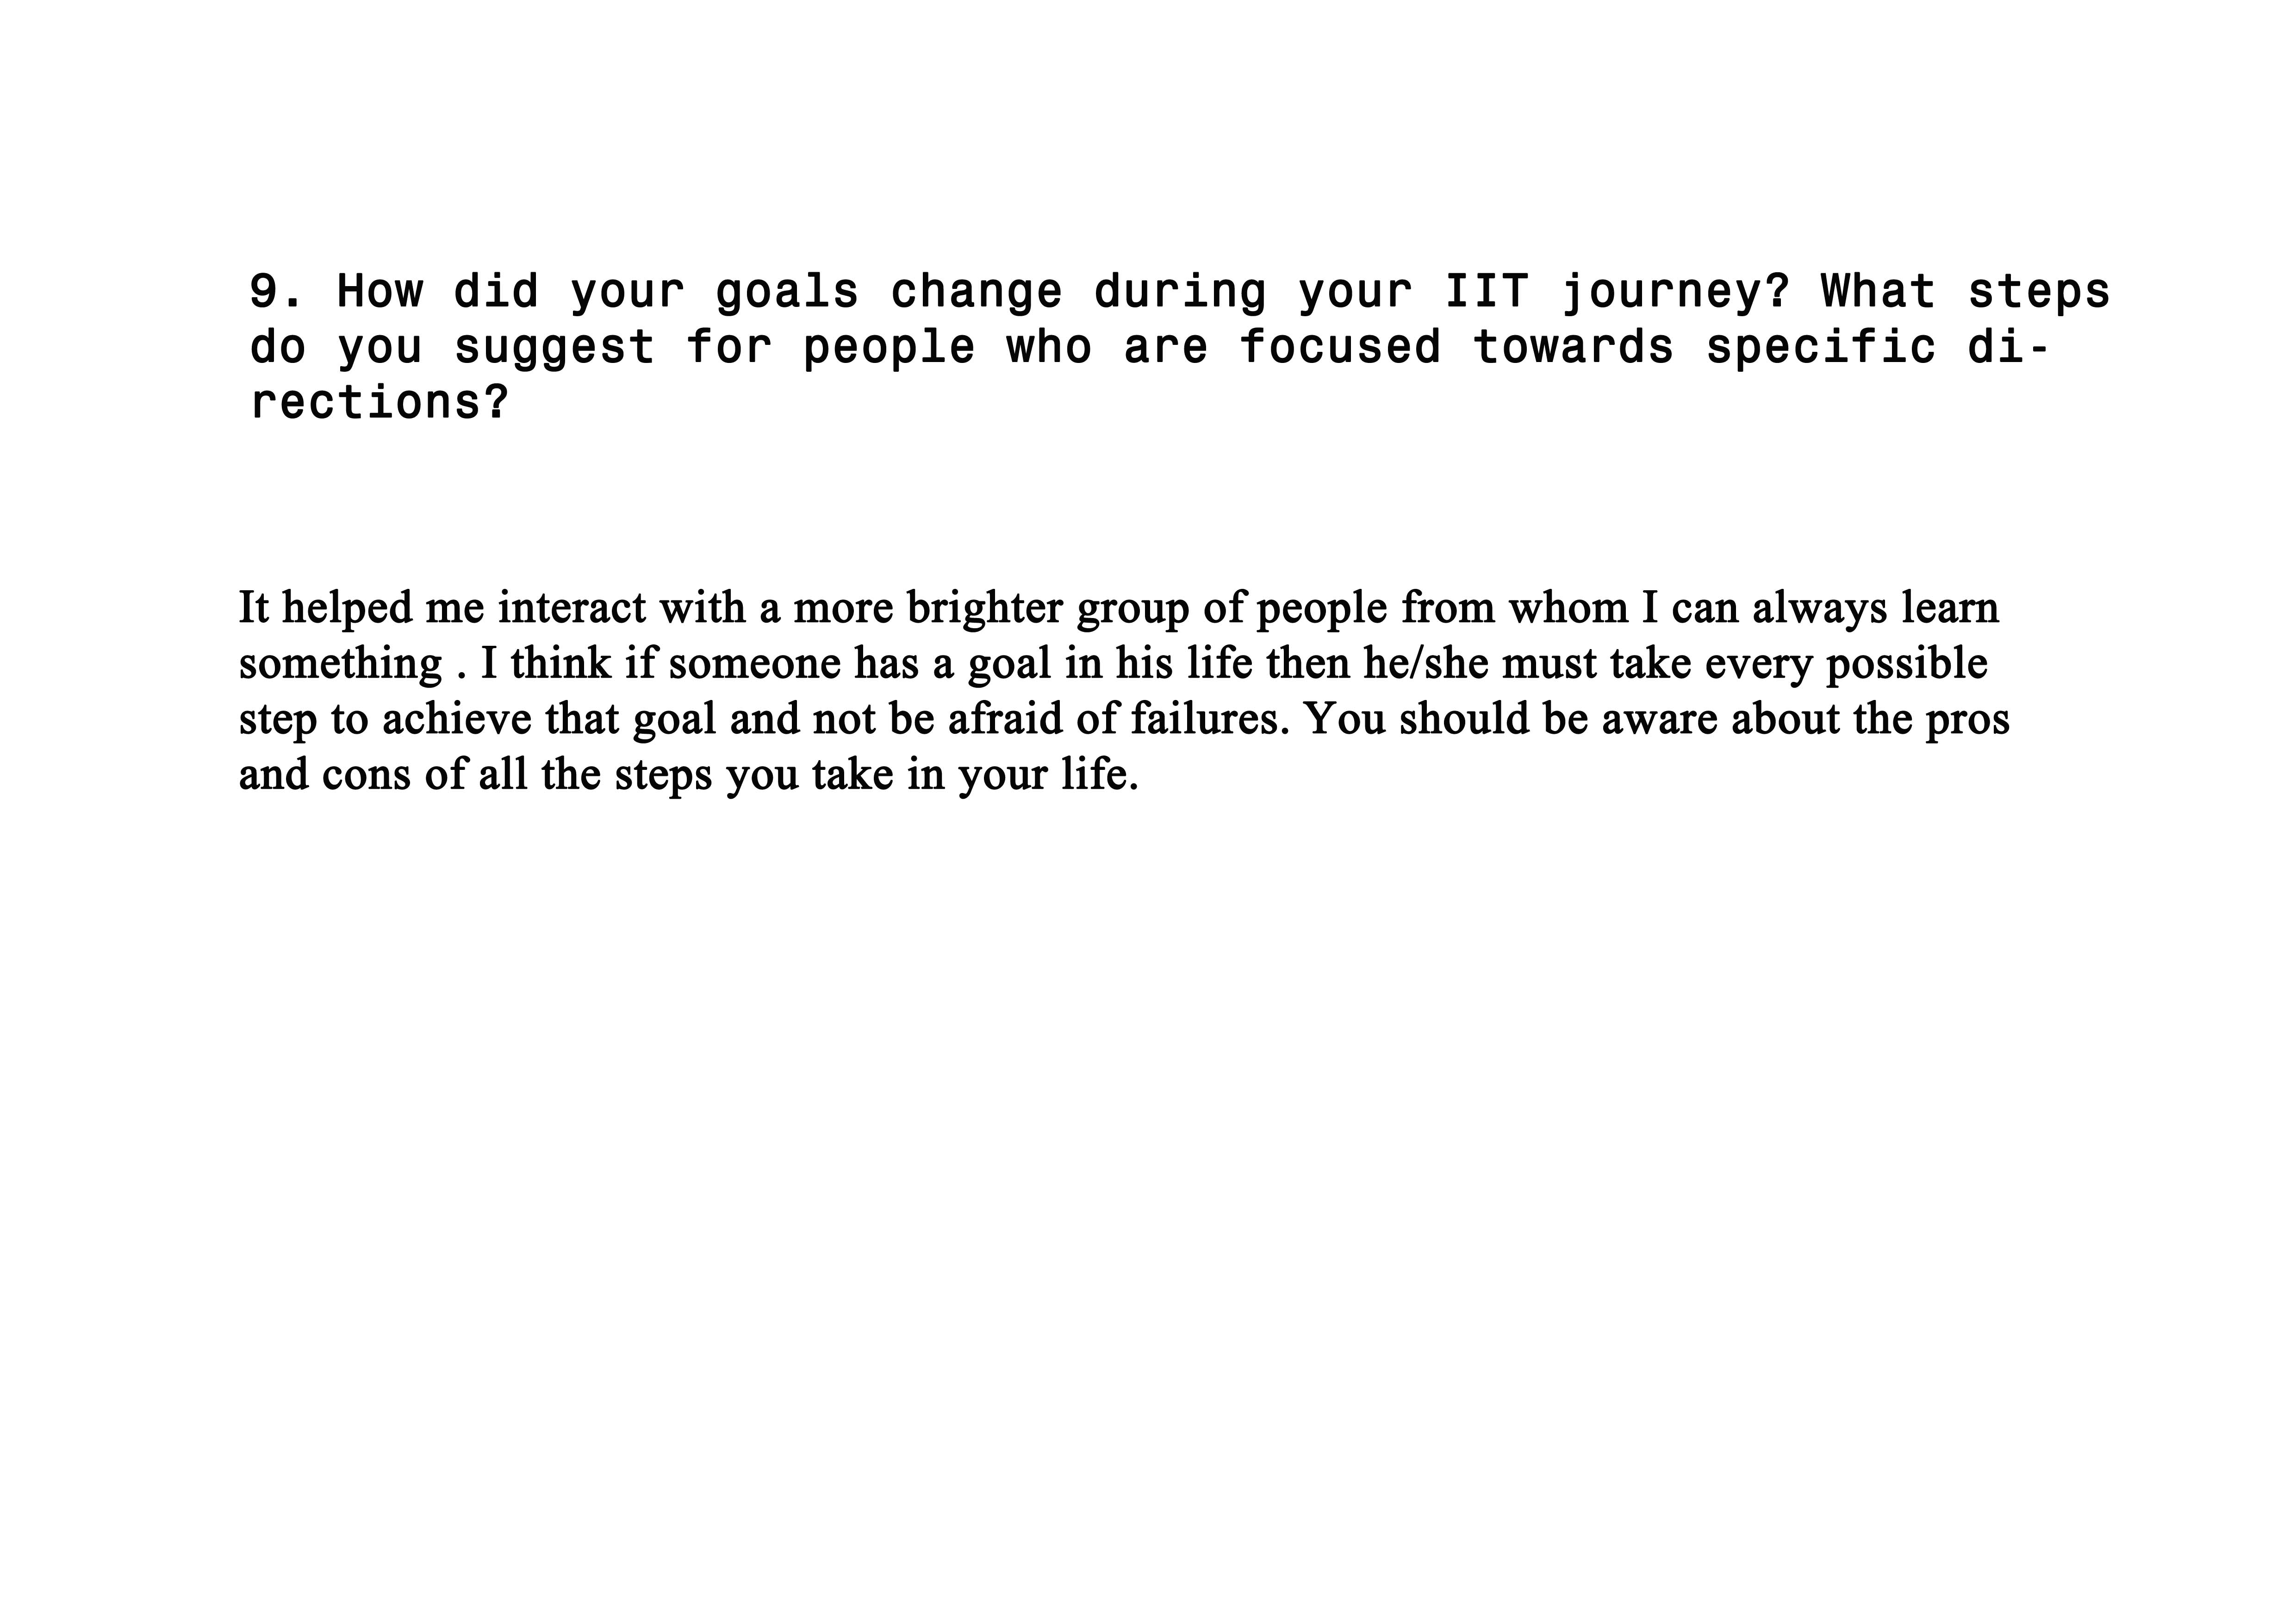 9. How did your goals change during your IIT journey? What steps
do you suggest for people who are focused towards specific di-
rections?
It helped me interact with a more brighter group of people from whom I can always learn
something . I think if someone has a goal in his life then he/she must take every possible
step to achieve that goal and not be afraid of failures. You should be aware about the pros
and cons of all the steps you take in your life.